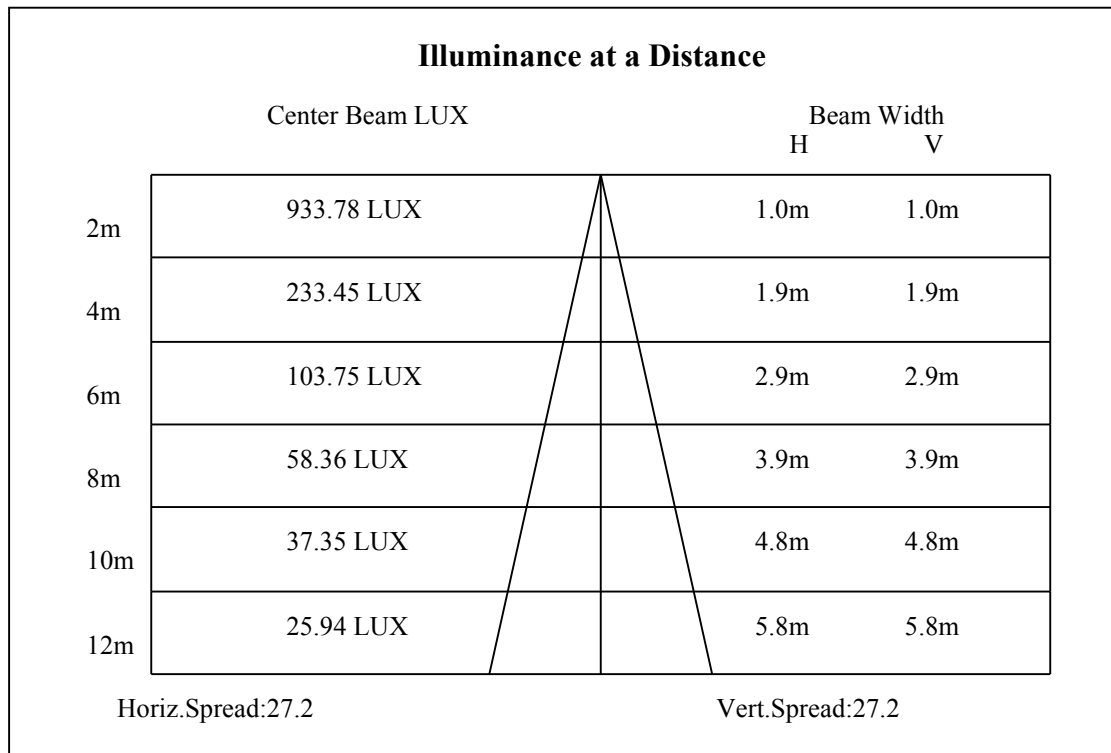 Illuminance at a Distance
Center Beam LUX Beam Width
H V
2m 933.78 LUX 1.0m 1.0m
4m 233.45 LUX 1.9m 1.9m
6m 103.75 LUX 2.9m 2.9m
8m 58.36 LUX 3.9m 3.9m
10m 37.35 LUX 4.8m 4.8m
12m 25.94 LUX 5.8m 5.8m
Horiz.Spread:27.2 Vert.Spread:27.2